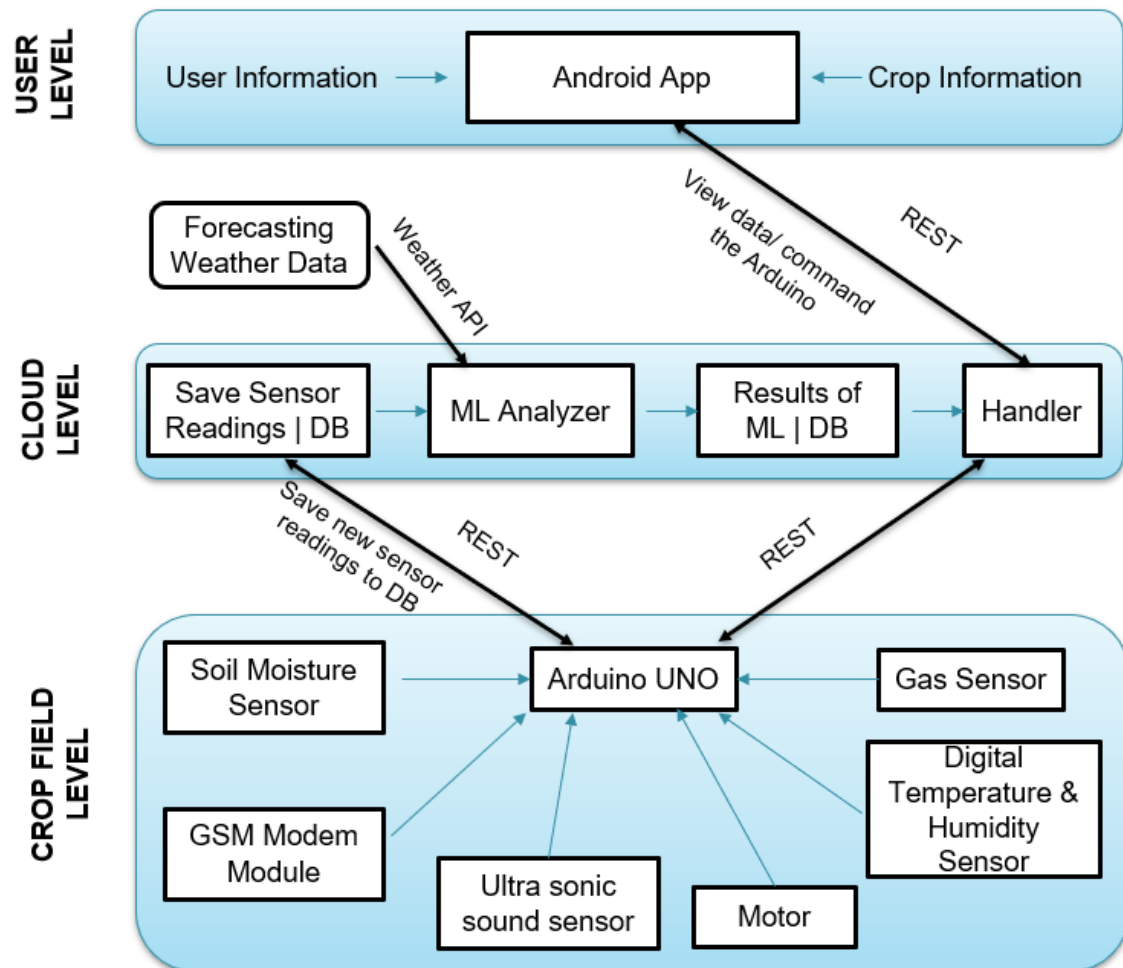 USER
LEVEL
User Information
Android App
Crop Information
View data/ command
the Arduino
REST
Forecasting
Weather Data
Weather API
CLOUD
LEVEL
Save Sensor
Readings | DB
ML Analyzer
Results of
ML | DB
Handler
Save new sensor
readings to DB
REST
REST
CROP FIELD
LEVEL
Soil Moisture
Sensor
Arduino UNO
Gas Sensor
GSM Modem
Module
Ultra sonic
sound sensor
Motor
Digital
Temperature &
Humidity
Sensor